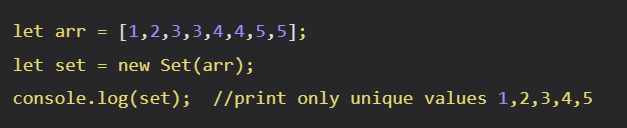 let arr = [1,2,3,3,4,4,5,5];
let set = new Set(arr);
console.log(set);  //print only unique values 1,2,3,4,5